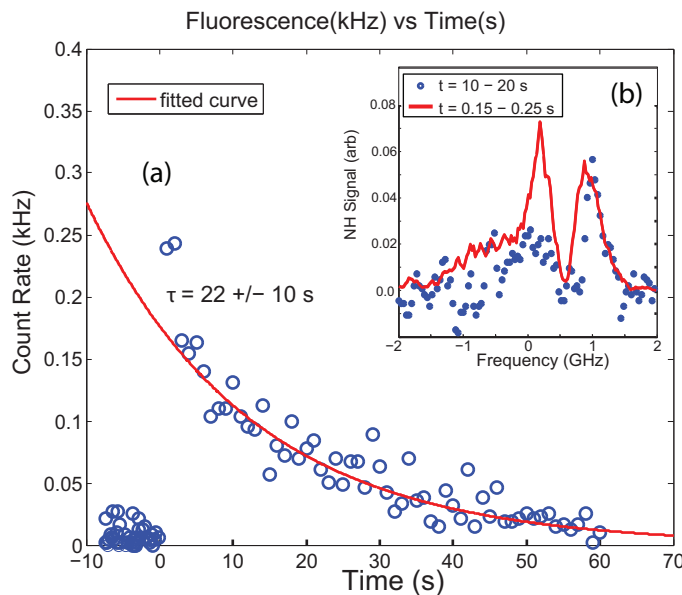 Fluorescence(kHz) vs Time(s)
0.4
0.35
0.3
0.25
0.2
0.15
0.1
0.05
0
Count Rate (kHz)
fitted curve
(a)
τ = 22 +/− 10 s
−10
0
10
20
30
40
50
60
70
Time (s)
t = 10 − 20 s
t = 0.15 − 0.25 s
(b)
0.08
0.06
0.04
0.02
0.0
NH Signal (arb)
−2
−1
0
1
2
Frequency (GHz)